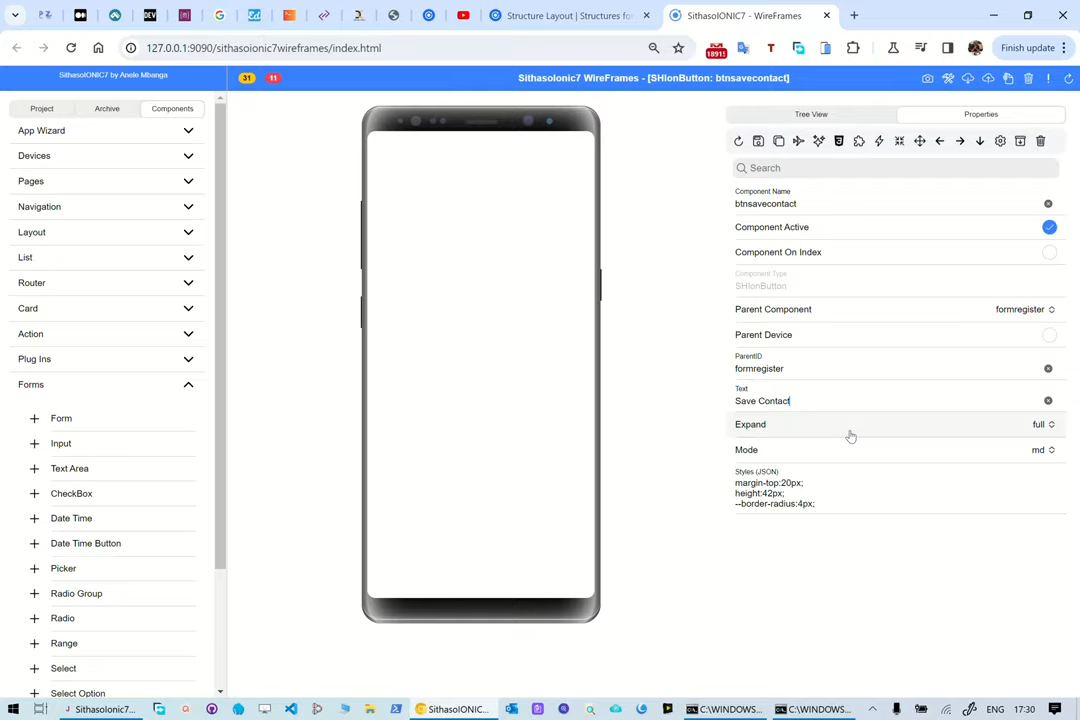 Structure Layout | Structures for
SithasoIONIC7 - WireFrames
127.0.0.1:9090/sithasoionic7wireframes/index.html
1891!
Finish update
SithasoIONIC7 by Anele Mbanga
31
11
SithasoIonic7 WireFrames - [SHIonButton: btnsavecontact]
Project
Archive
Components
App Wizard
Devices
Pages
Navigation
Layout
List
Router
Card
Action
Plug Ins
Forms
Form
Input
Text Area
CheckBox
Date Time
Date Time Button
Picker
Radio Group
Radio
Range
Select
Select Option
Tree View
Properties
Search
Component Name
btnsavecontact
Component Active
Component On Index
Component Type
SHIonButton
Parent Component
formregister
Parent Device
ParentID
formregister
Text
Save Contact
Expand
full
Mode
md
Styles (JSON)
margin-top:20px;
height:42px;
--border-radius:4px;
SithasoIonic7...
SithasoIONIC...
C:\WINDOWS...
C:\WINDOWS...
ENG
17:30